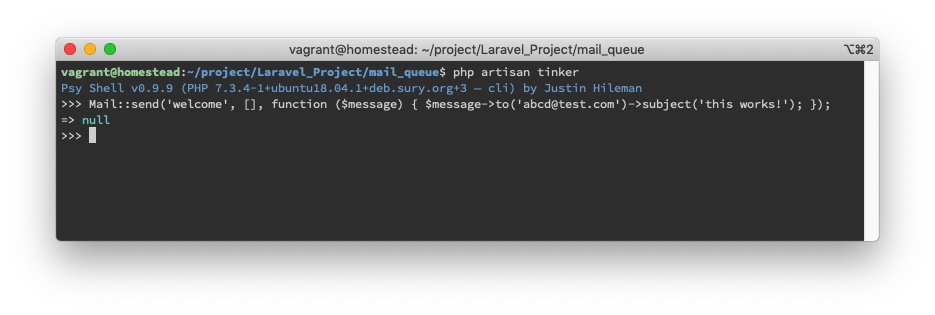 vagrant@homestead: ~/project/Laravel_Project/mail_queue ⌥⌘2
vagrant@homestead:~/project/Laravel_Project/mail_queue$ php artisan tinker
Psy Shell v0.9.9 (PHP 7.3.4-1+ubuntu18.04.1+deb.sury.org+3 — cli) by Justin Hileman
>>> Mail::send('welcome', [], function ($message) { $message->to('abcd@test.com')->subject('this works!'); });
=> null
>>>